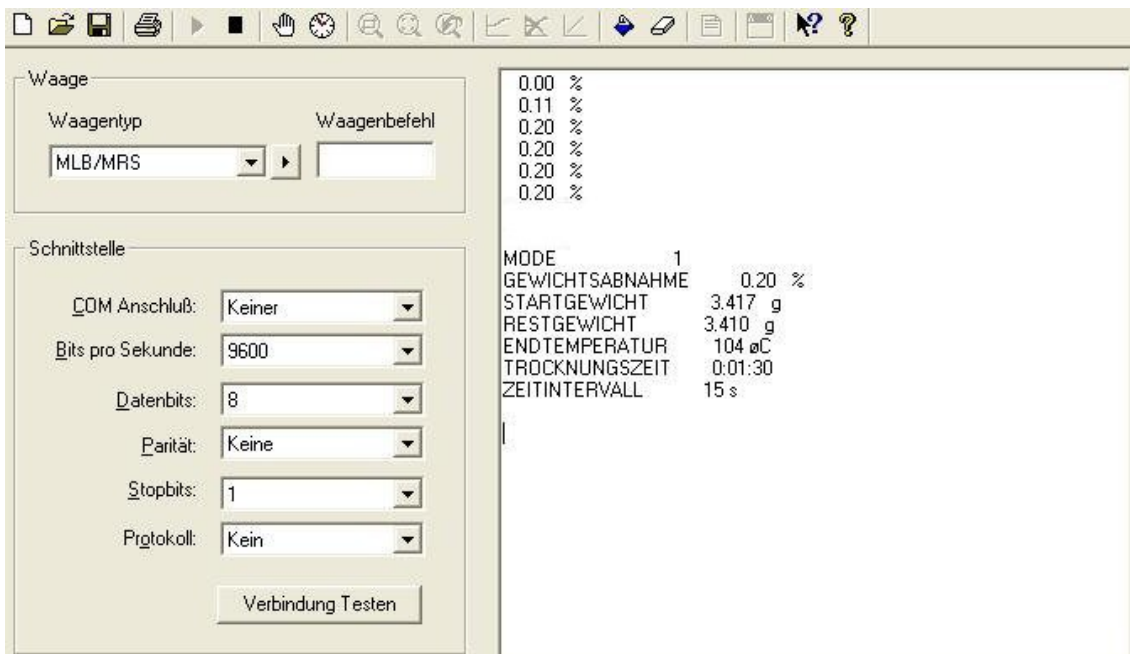 Waage
Waagentyp Waagenbefehl
MLB/MRS
Schnittstelle
COM Anschluß: Keiner
Bits pro Sekunde: 9600
Datenbits: 8
Parität: Keine
Stopbits: 1
Protokoll: Kein
Verbindung Testen
0.00 %
0.11 %
0.20 %
0.20 %
0.20 %
0.20 %
MODE 1
GEWICHTSABNAHME 0.20 %
STARTGEWICHT 3.417 g
RESTGEWICHT 3.410 g
ENDTEMPERATUR 104 øC
TROCKNUNGSZEIT 0:01:30
ZEITINTERVALL 15 s